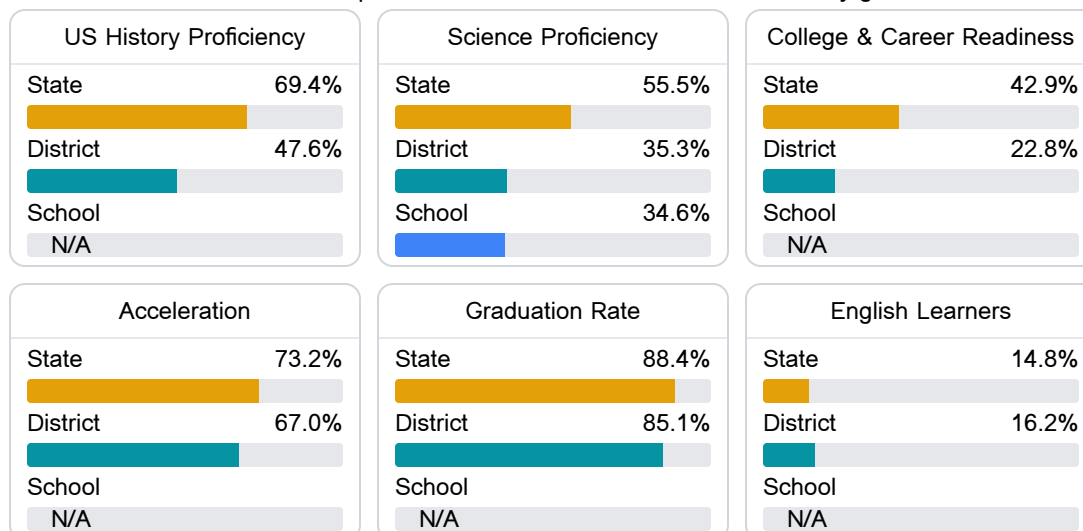 US History Proficiency
State 69.4%
District 47.6%
School
N/A
Science Proficiency
State 55.5%
District 35.3%
School 34.6%
College & Career Readiness
State 42.9%
District 22.8%
School
N/A
Acceleration
State 73.2%
District 67.0%
School
N/A
Graduation Rate
State 88.4%
District 85.1%
School
N/A
English Learners
State 14.8%
District 16.2%
School
N/A